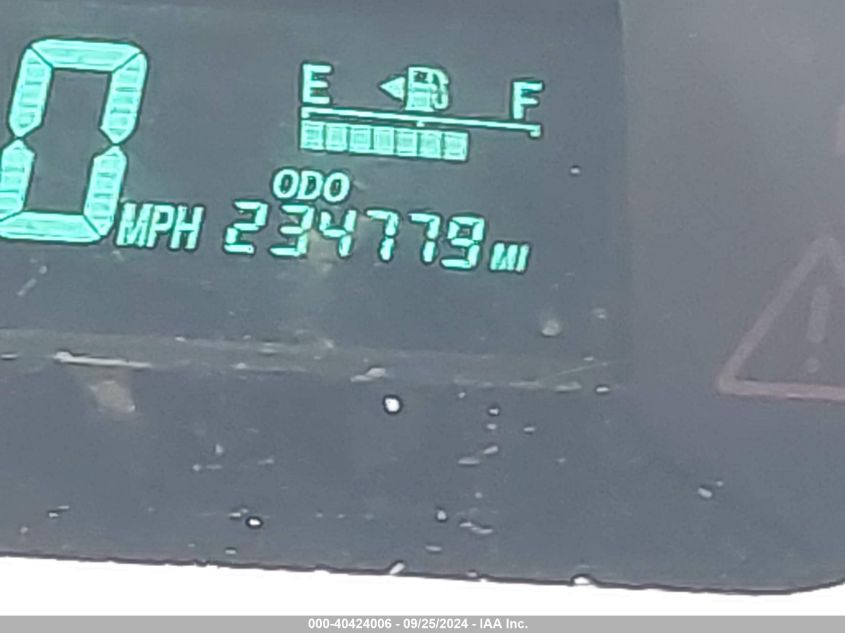 E F
ODO
0 MPH 234779 MI
000-40424006 - 09/25/2024 - IAA Inc.